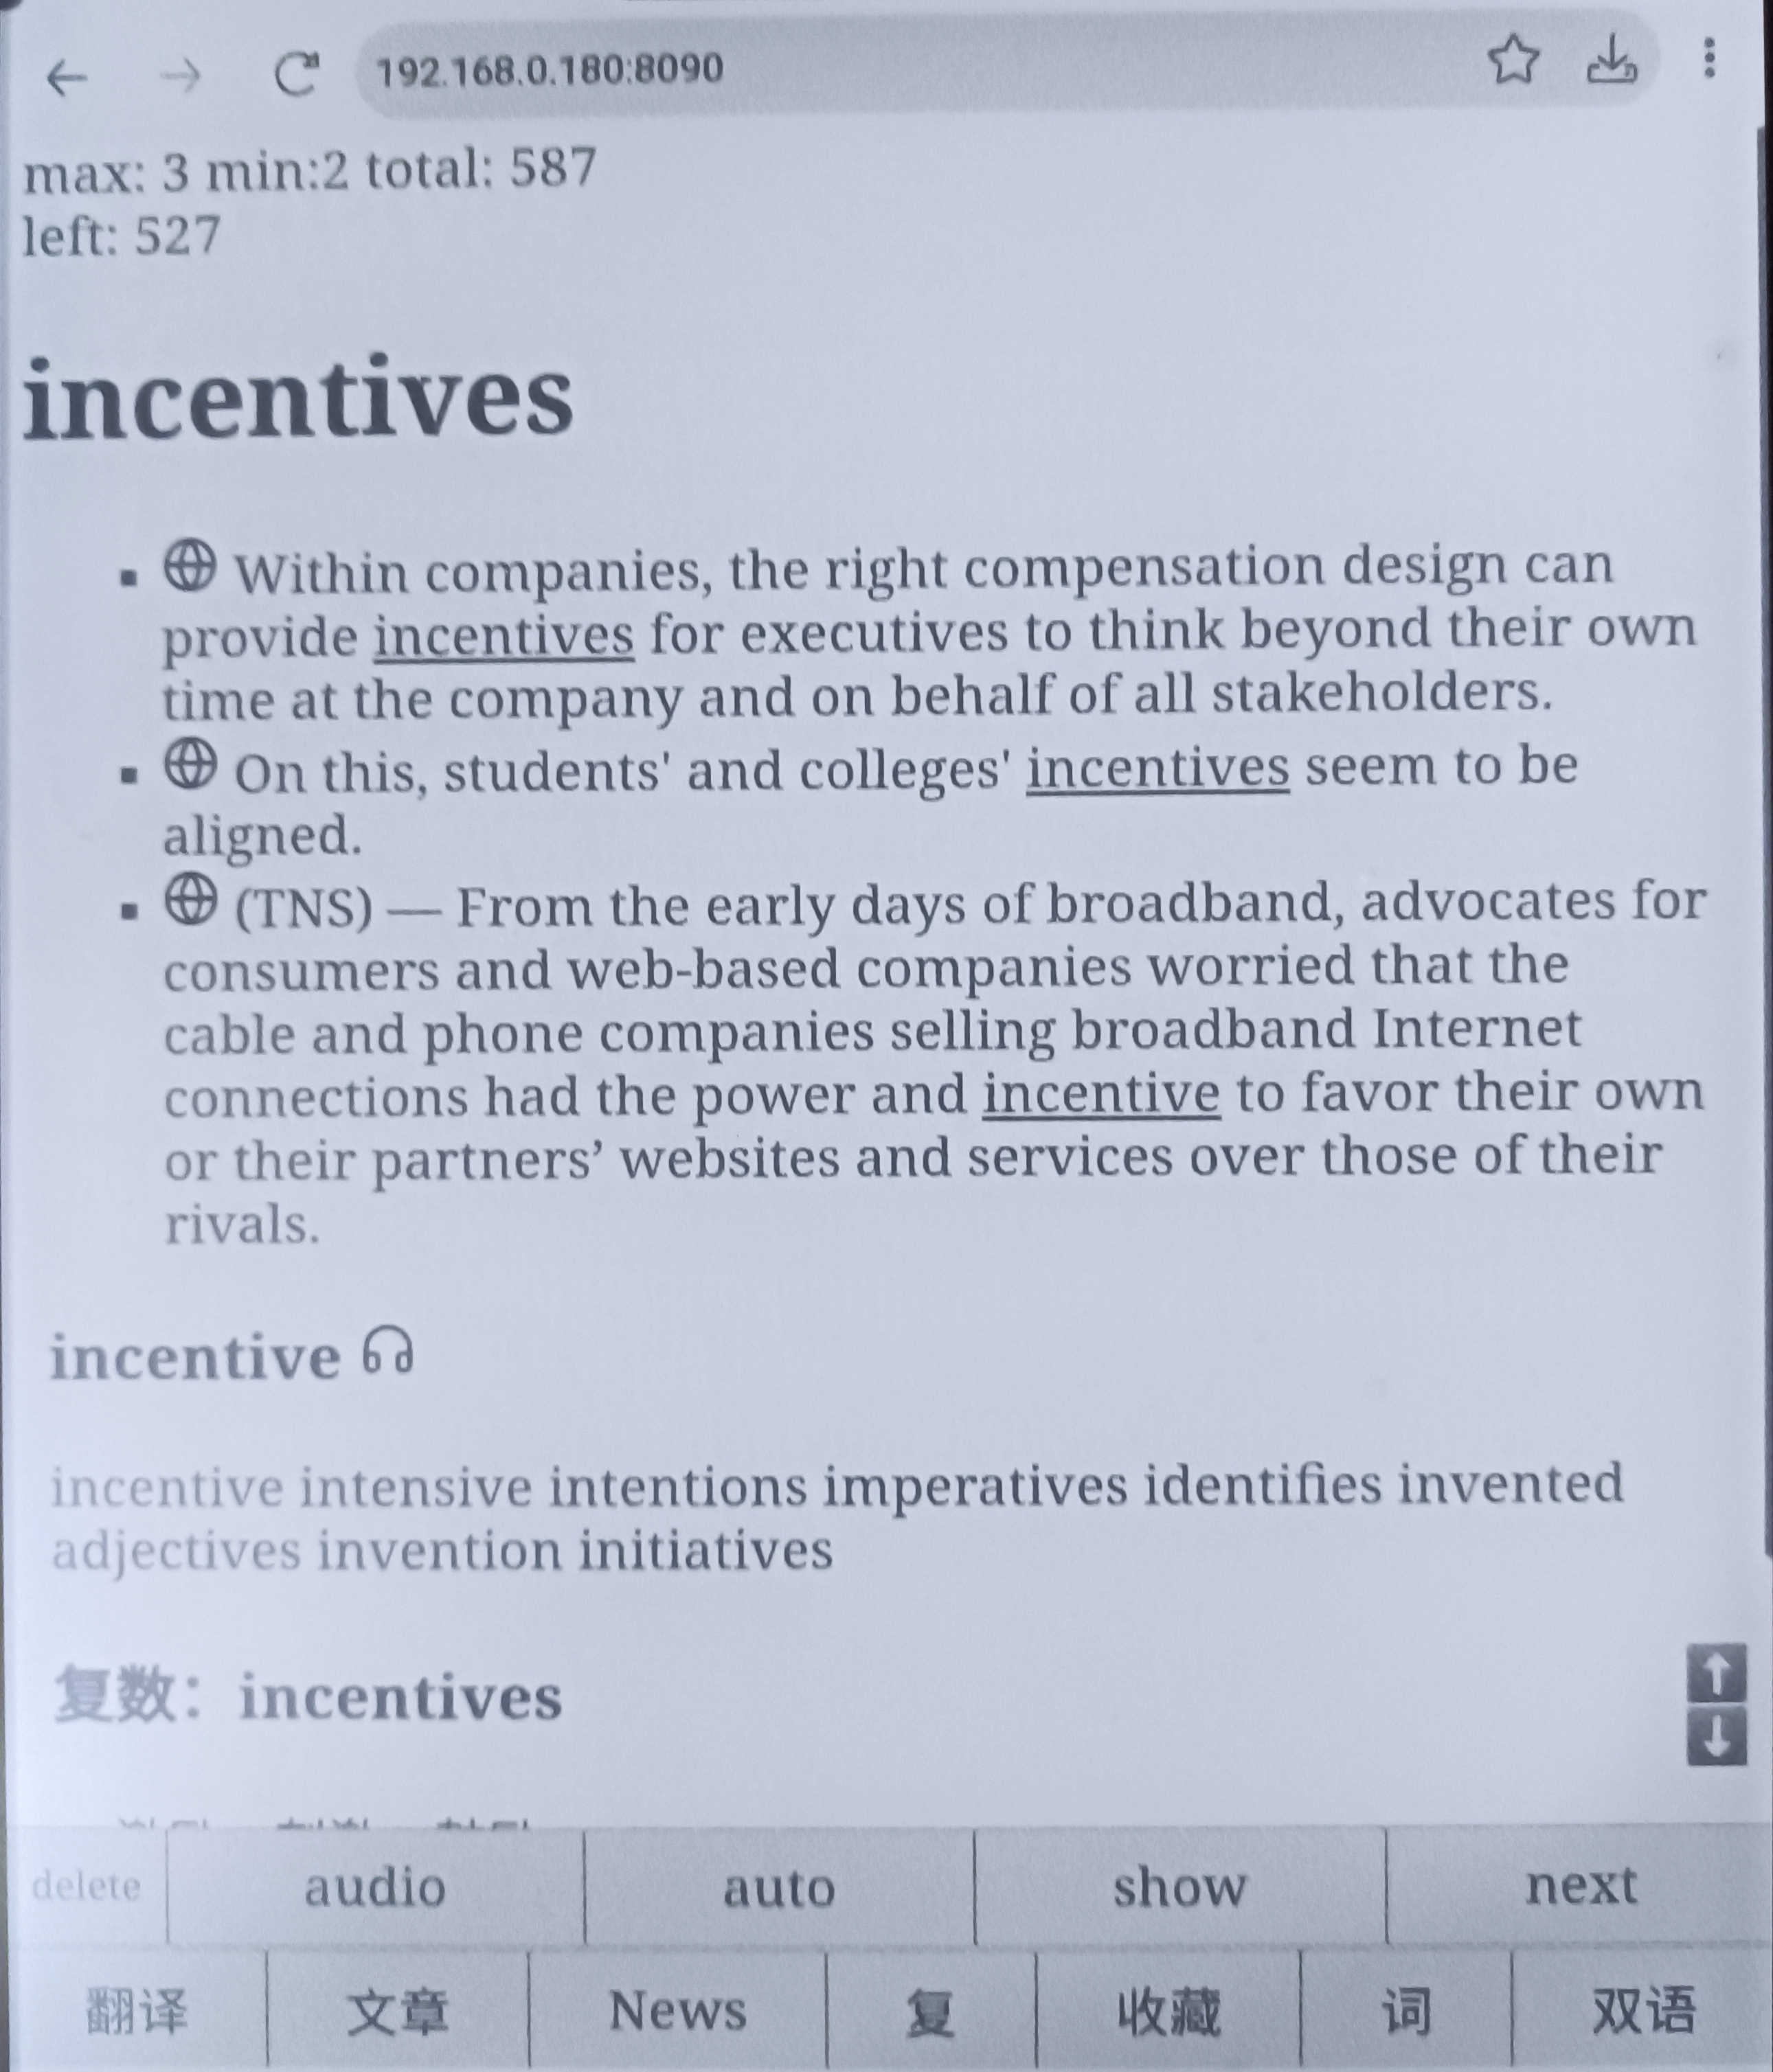 192.168.0.180:8090
max: 3 min:2 total: 587
left: 527
incentives
Within companies, the right compensation design can
provide incentives for executives to think beyond their own
time at the company and on behalf of all stakeholders.
On this, students' and colleges' incentives seem to be
aligned.
(TNS) — From the early days of broadband, advocates for
consumers and web-based companies worried that the
cable and phone companies selling broadband Internet
connections had the power and incentive to favor their own
or their partners’ websites and services over those of their
rivals.
incentive
incentive intensive intentions imperatives identifies invented
adjectives invention initiatives
复数：incentives
delete audio auto show next
翻译 文章 News 复 收藏 词 双语